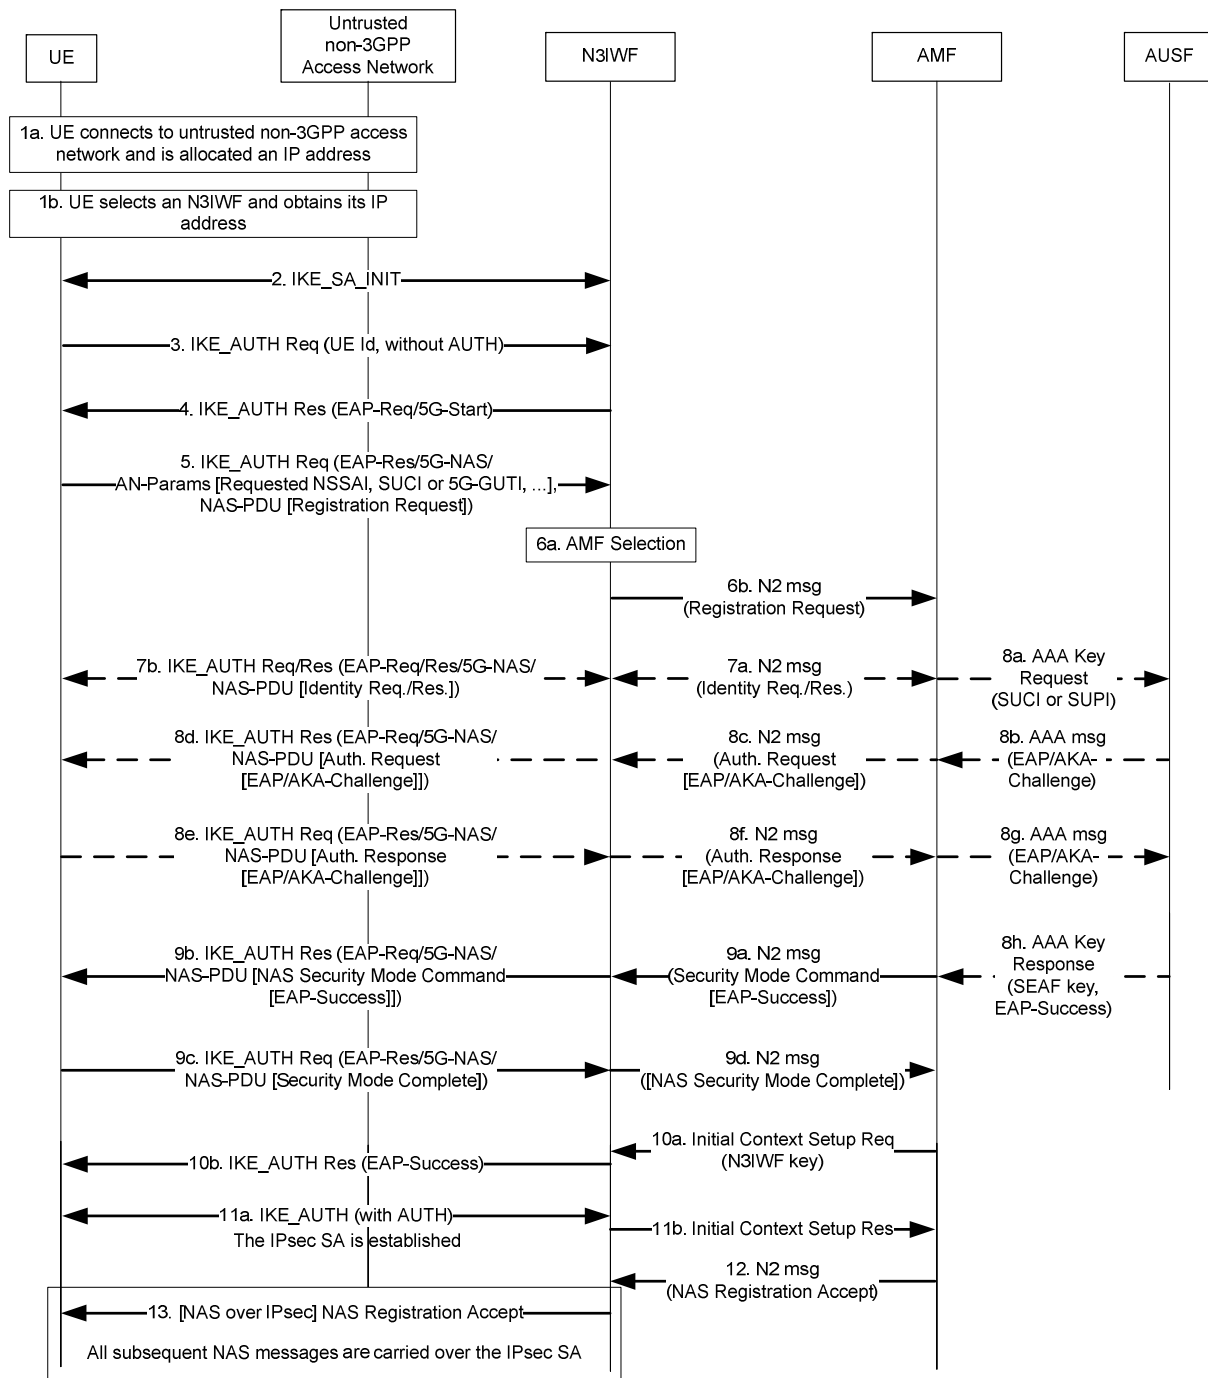 UE
Untrusted
non-3GPP
Access Network
N3IWF
AMF
AUSF
1a. UE connects to untrusted non-3GPP access
network and is allocated an IP address
1b. UE selects an N3IWF and obtains its IP
address
2. IKE_SA_INIT
3. IKE_AUTH Req (UE Id, without AUTH)
4. IKE_AUTH Res (EAP-Req/5G-Start)
5. IKE_AUTH Req (EAP-Res/5G-NAS/
AN-Params [Requested NSSAI, SUCI or 5G-GUTI, ...],
NAS-PDU [Registration Request])
6a. AMF Selection
6b. N2 msg
(Registration Request)
7b. IKE_AUTH Req/Res (EAP-Req/Res/5G-NAS/
NAS-PDU [Identity Req./Res.])
7a. N2 msg
(Identity Req./Res.)
8a. AAA Key
Request
(SUCI or SUPI)
8d. IKE_AUTH Res (EAP-Req/5G-NAS/
NAS-PDU [Auth. Request
[EAP/AKA-Challenge]])
8c. N2 msg
(Auth. Request
[EAP/AKA-Challenge])
8b. AAA msg
(EAP/AKA-
Challenge)
8e. IKE_AUTH Req (EAP-Res/5G-NAS/
NAS-PDU [Auth. Response
[EAP/AKA-Challenge]])
8f. N2 msg
(Auth. Response
[EAP/AKA-Challenge])
8g. AAA msg
(EAP/AKA-
Challenge)
9b. IKE_AUTH Res (EAP-Req/5G-NAS/
NAS-PDU [NAS Security Mode Command
[EAP-Success]])
9a. N2 msg
(Security Mode Command
[EAP-Success])
8h. AAA Key
Response
(SEAF key,
EAP-Success)
9c. IKE_AUTH Req (EAP-Res/5G-NAS/
NAS-PDU [Security Mode Complete])
9d. N2 msg
([NAS Security Mode Complete])
10a. Initial Context Setup Req
(N3IWF key)
10b. IKE_AUTH Res (EAP-Success)
11a. IKE_AUTH (with AUTH)
The IPsec SA is established
11b. Initial Context Setup Res
12. N2 msg
(NAS Registration Accept)
13. [NAS over IPsec] NAS Registration Accept
All subsequent NAS messages are carried over the IPsec SA